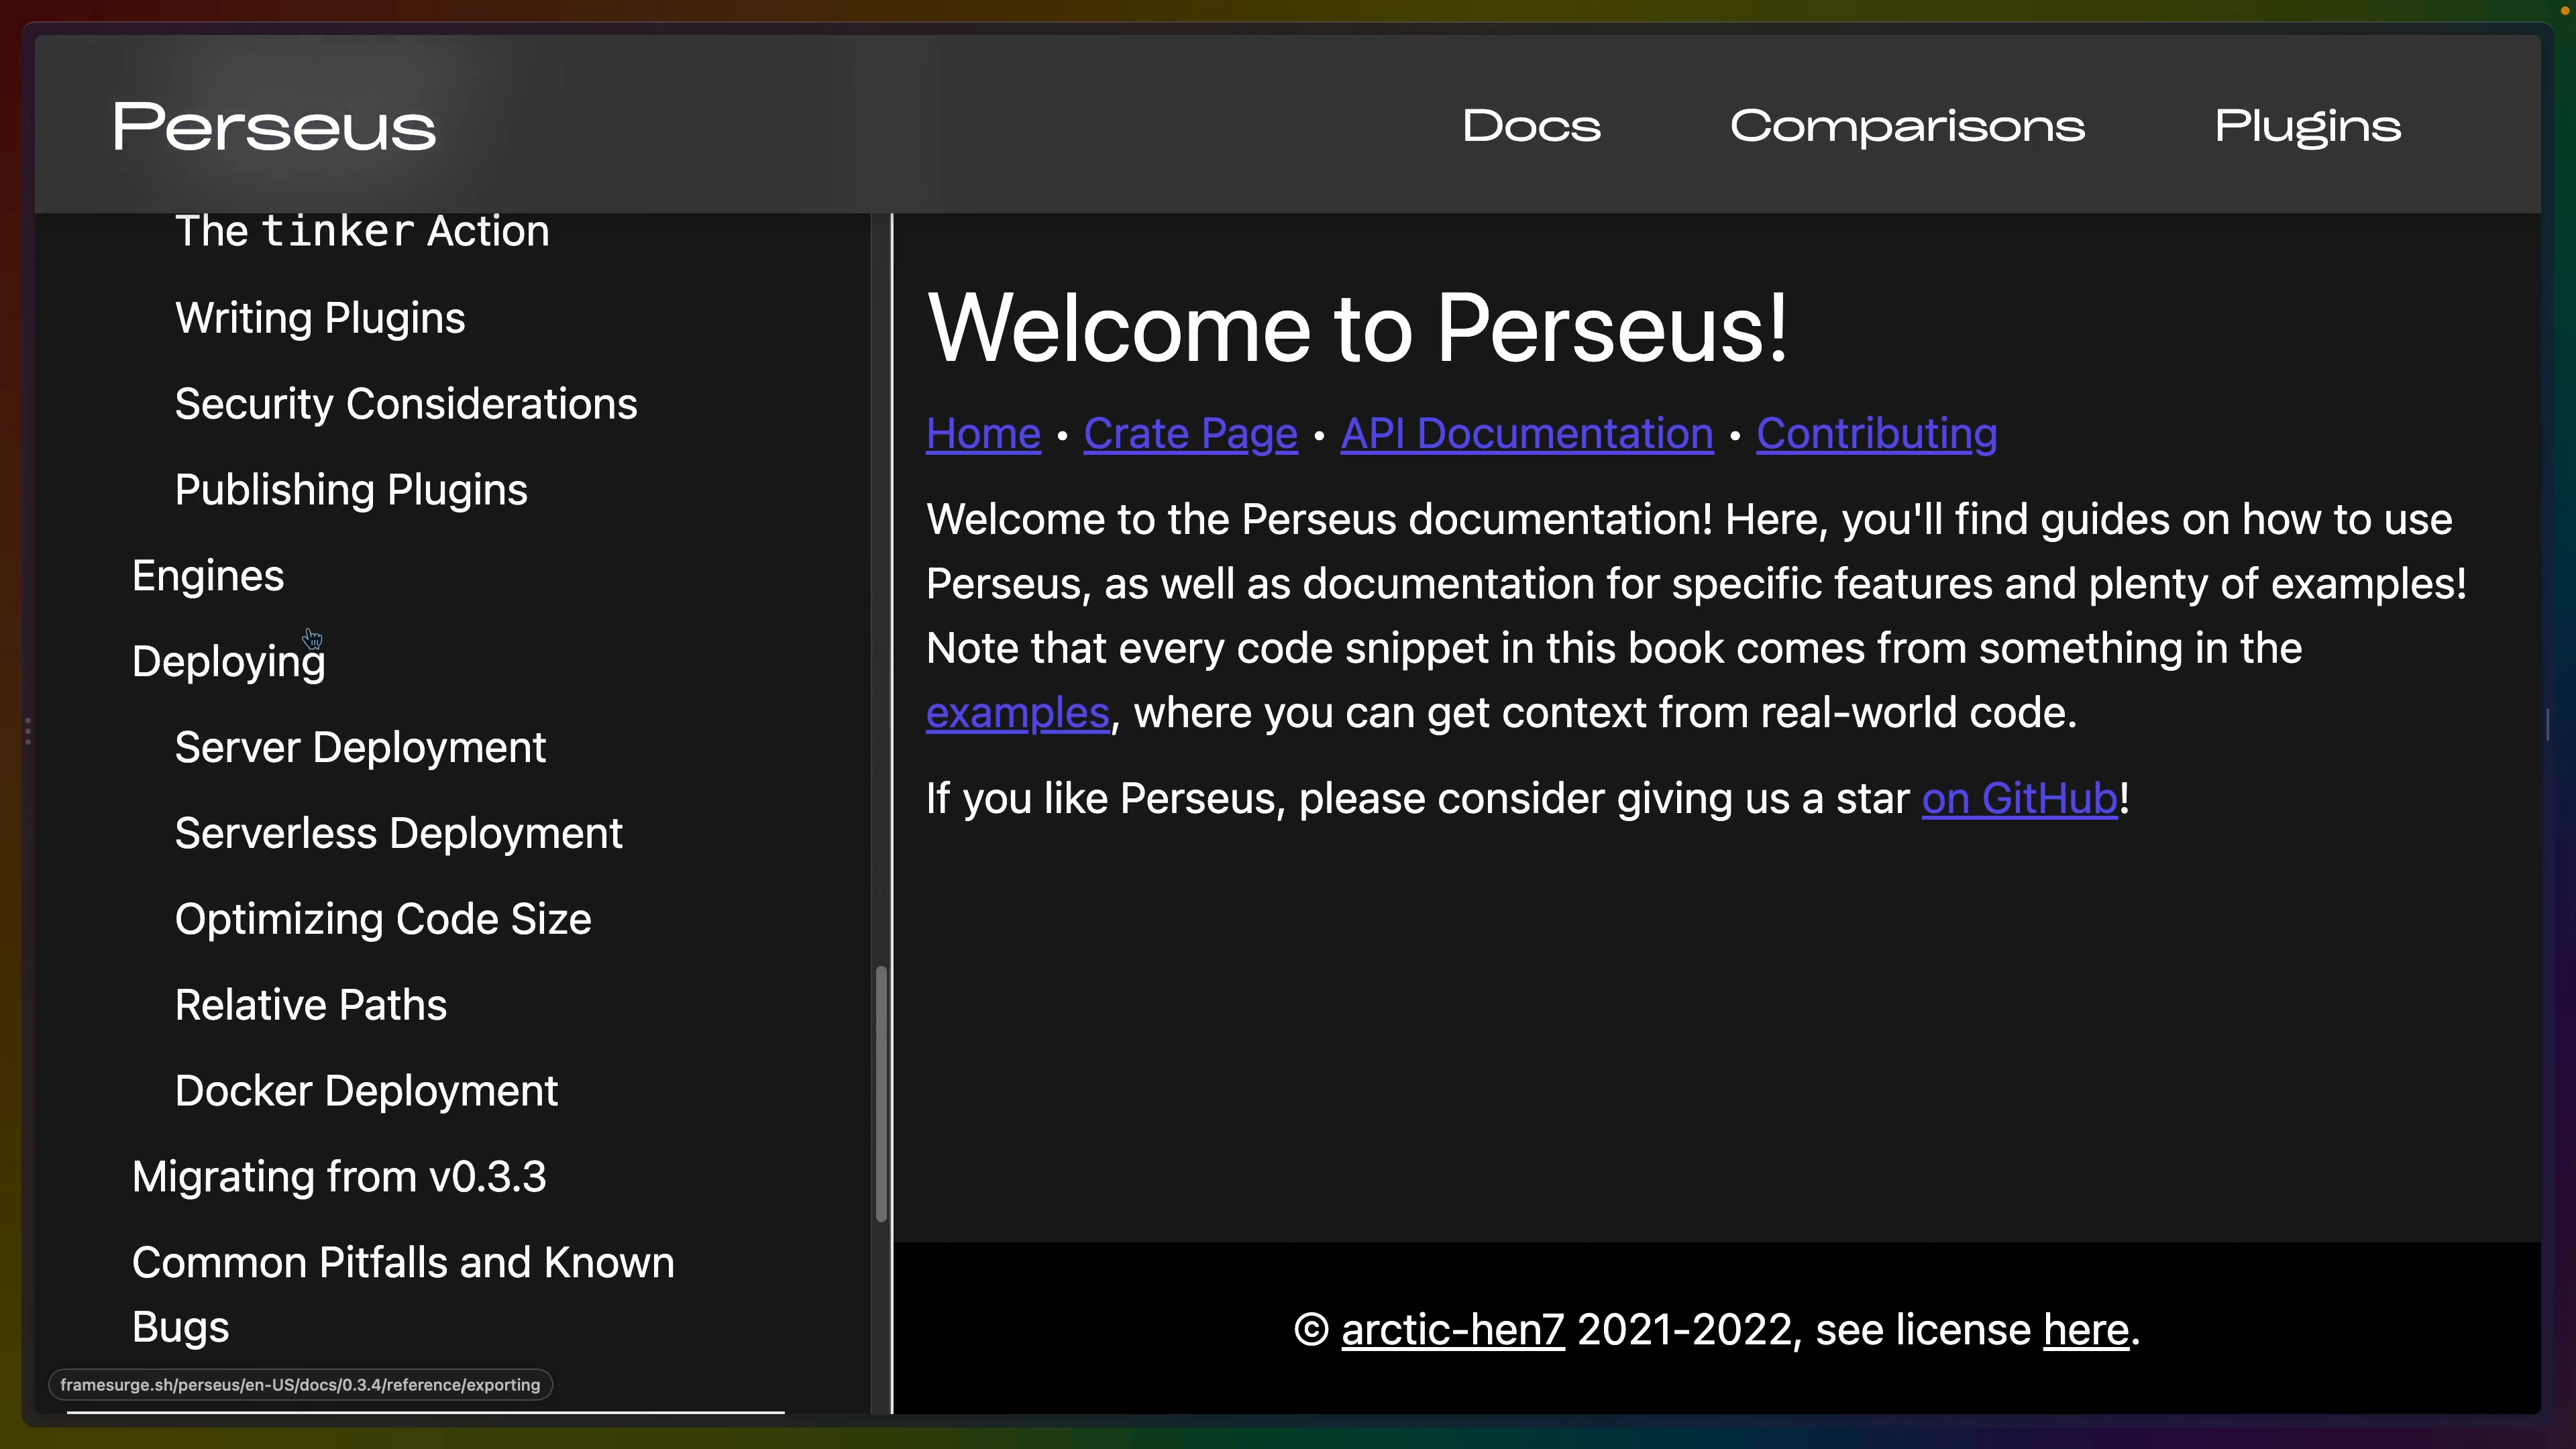 Perseus
Docs
Comparisons
Plugins
The tinker Action
Writing Plugins
Security Considerations
Publishing Plugins
Engines
Deploying
Server Deployment
Serverless Deployment
Optimizing Code Size
Relative Paths
Docker Deployment
Migrating from v0.3.3
Common Pitfalls and Known
Bugs
framesurge.sh/perseus/en-US/docs/0.3.4/reference/exporting
Welcome to Perseus!
Home • Crate Page • API Documentation • Contributing
Welcome to the Perseus documentation! Here, you'll find guides on how to use
Perseus, as well as documentation for specific features and plenty of examples!
Note that every code snippet in this book comes from something in the
examples, where you can get context from real-world code.
If you like Perseus, please consider giving us a star on GitHub!
© arctic-hen7 2021-2022, see license here.